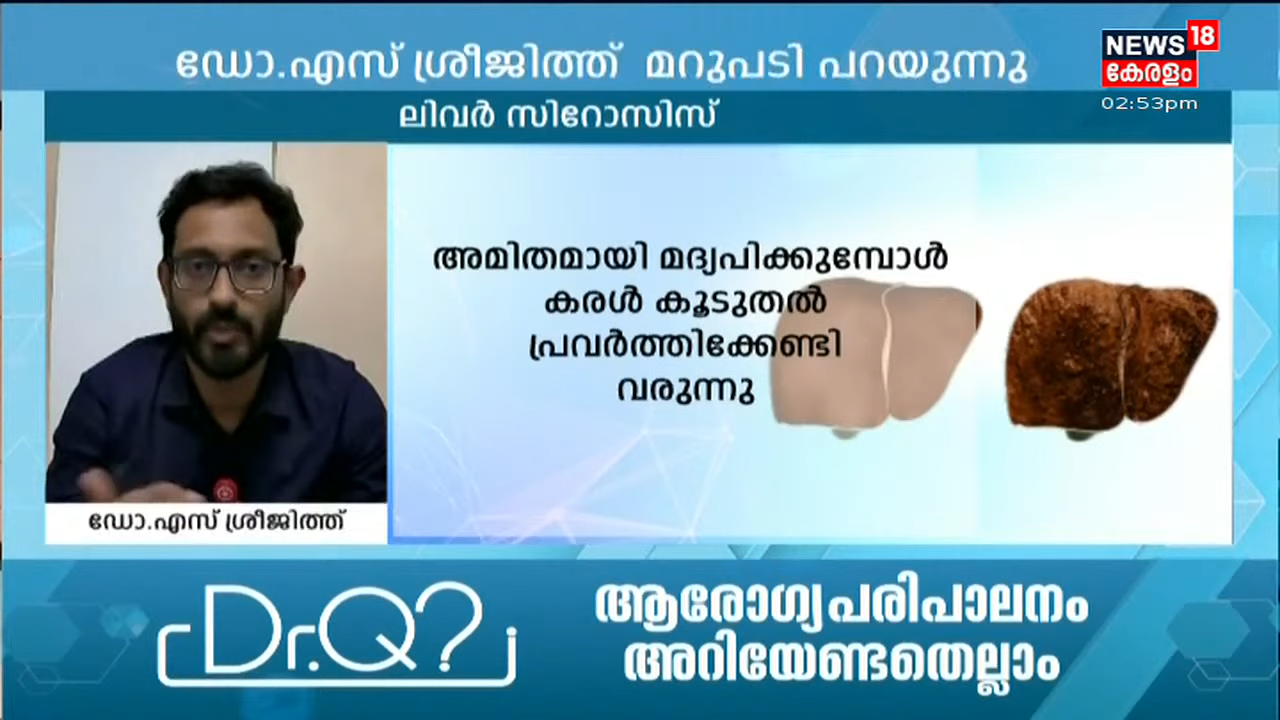 ഡോ.എസ് ശ്രീജിത്ത് മറുപടി പറയുന്നു
NEWS 18
കേരളം
02:53pm
ലിവർ സിറോസിസ്
അമിതമായി മദ്യപിക്കുമ്പോൾ
കരൾ കൂടുതൽ
പ്രവർത്തിക്കേണ്ടി
വരുന്നു
ഡോ.എസ് ശ്രീജിത്ത്
Dr.Q?
ആരോഗ്യപരിപാലനം
അറിയേണ്ടതെല്ലാം